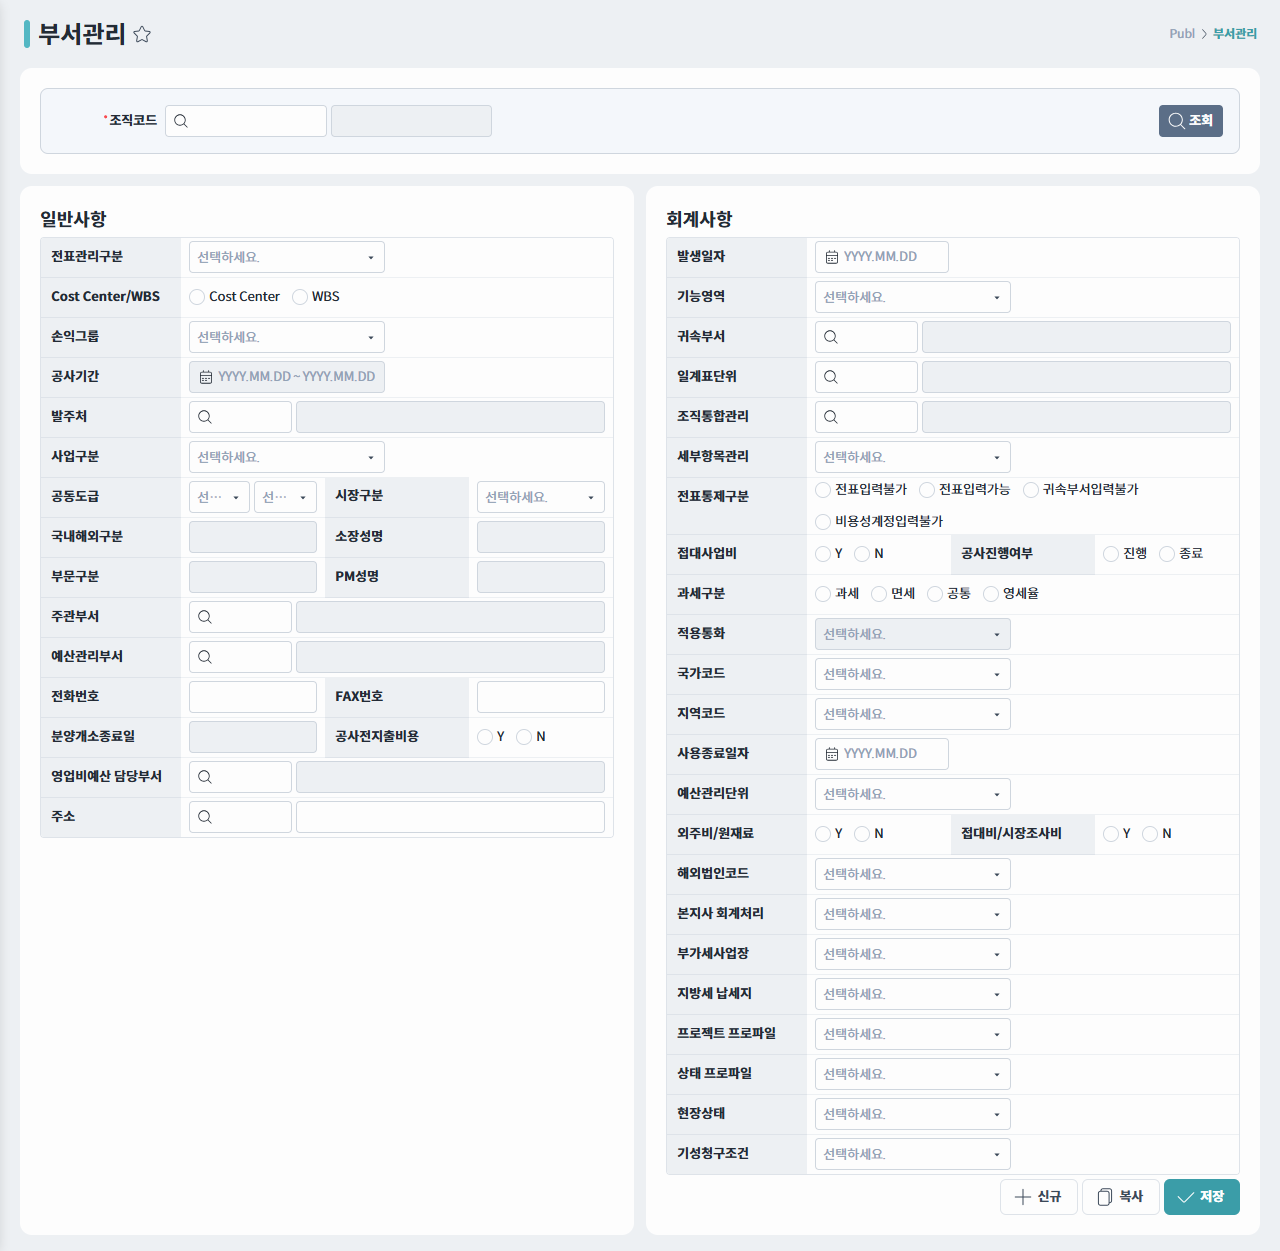 부서관리
Publ > 부서관리
*조직코드
조회
일반사항
전표관리구분 선택하세요.
Cost Center/WBS Cost Center WBS
손익그룹 선택하세요.
공사기간 YYYY.MM.DD ~ YYYY.MM.DD
발주처
사업구분 선택하세요.
공동도급 선··· 선··· 시장구분 선택하세요.
국내해외구분 소장성명
부문구분 PM성명
주관부서
예산관리부서
전화번호 FAX번호
분양개소종료일 공사전지출비용 Y N
영업비예산 담당부서
주소
회계사항
발생일자 YYYY.MM.DD
기능영역 선택하세요.
귀속부서
일계표단위
조직통합관리
세부항목관리 선택하세요.
전표통제구분 전표입력불가 전표입력가능 귀속부서입력불가
비용성계정입력불가
접대사업비 Y N 공사진행여부 진행 종료
과세구분 과세 면세 공통 영세율
적용통화 선택하세요.
국가코드 선택하세요.
지역코드 선택하세요.
사용종료일자 YYYY.MM.DD
예산관리단위 선택하세요.
외주비/원재료 Y N 접대비/시장조사비 Y N
해외법인코드 선택하세요.
본지사 회계처리 선택하세요.
부가세사업장 선택하세요.
지방세 납세지 선택하세요.
프로젝트 프로파일 선택하세요.
상태 프로파일 선택하세요.
현장상태 선택하세요.
기성청구조건 선택하세요.
신규 복사 저장